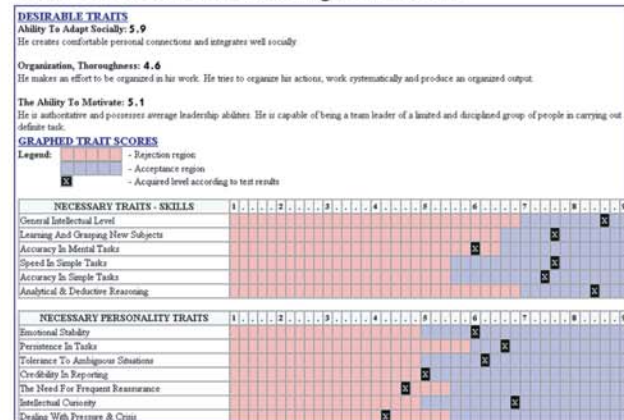 DESIRABLE TRAITS
Ability To Adapt Socially: 5.9
He creates comfortable personal connections and integrates well socially
Organization, Thoroughness: 4.6
He makes an effort to be organized in his work. He tries to organize his actions, work systematically and produce an organized output.
The Ability To Motivate: 5.1
He is authoritative and possesses average leadership abilities. He is capable of being a team leader of a limited and disciplined group of people in carrying out
definite task.
GRAPHED TRAIT SCORES
Legend: - Rejection region
- Acceptance region
X - Acquired level according to test results
NECESSARY TRAITS - SKILLS 1 . . . . 2 . . . . 3 . . . . 4 . . . . 5 . . . . 6 . . . . 7 . . . . 8 . . . . 9
General Intellectual Level X
Learning And Grasping New Subjects X
Accuracy In Mental Tasks X
Speed In Simple Tasks X
Accuracy In Simple Tasks X
Analytical & Deductive Reasoning X
NECESSARY PERSONALITY TRAITS 1 . . . . 2 . . . . 3 . . . . 4 . . . . 5 . . . . 6 . . . . 7 . . . . 8 . . . . 9
Emotional Stability X
Persistence In Tasks X
Tolerance To Ambiguous Situations X
Credibility In Reporting X
The Need For Frequent Reassurance X
Intellectual Curiosity X
Dealing With Pressure & Crisis X